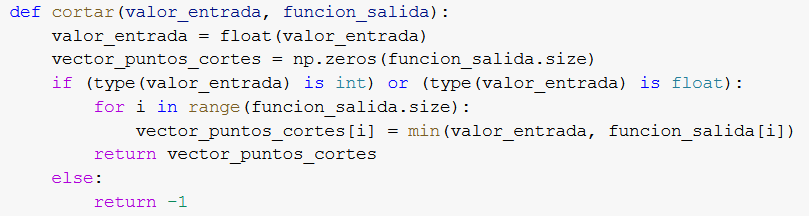 def cortar(valor_entrada, funcion_salida):
    valor_entrada = float(valor_entrada)
    vector_puntos_cortes = np.zeros(funcion_salida.size)
    if (type(valor_entrada) is int) or (type(valor_entrada) is float):
        for i in range(funcion_salida.size):
            vector_puntos_cortes[i] = min(valor_entrada, funcion_salida[i])
        return vector_puntos_cortes
    else:
        return -1